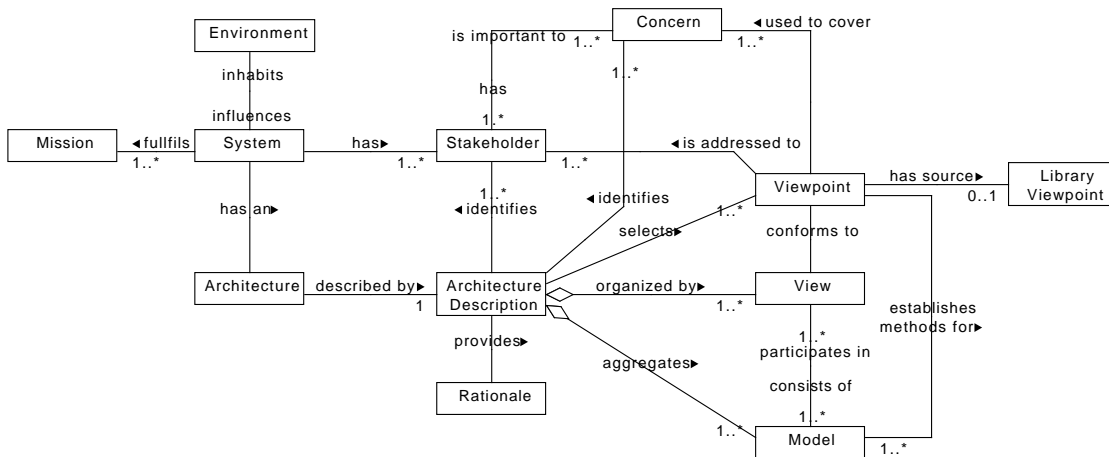 Concern
◄ used to cover
Environment
is important to
1..*
1..*
1..*
inhabits
has
influences
1.*
Mission
◄ fullfils
System
has►
Stakeholder
◄ is addressed to
1..*
1..*
1..*
has source►
Library
Viewpoint
Viewpoint
0..1
1..*
has an►
◄ identifies
◄ identifies
1..*
selects►
conforms to
Architecture
described by►
Architecture
Description
organized by►
View
1
1..*
establishes
methods for►
1..*
provides►
participates in
aggregates►
consists of
Rationale
1..*
1..*
Model
1..*